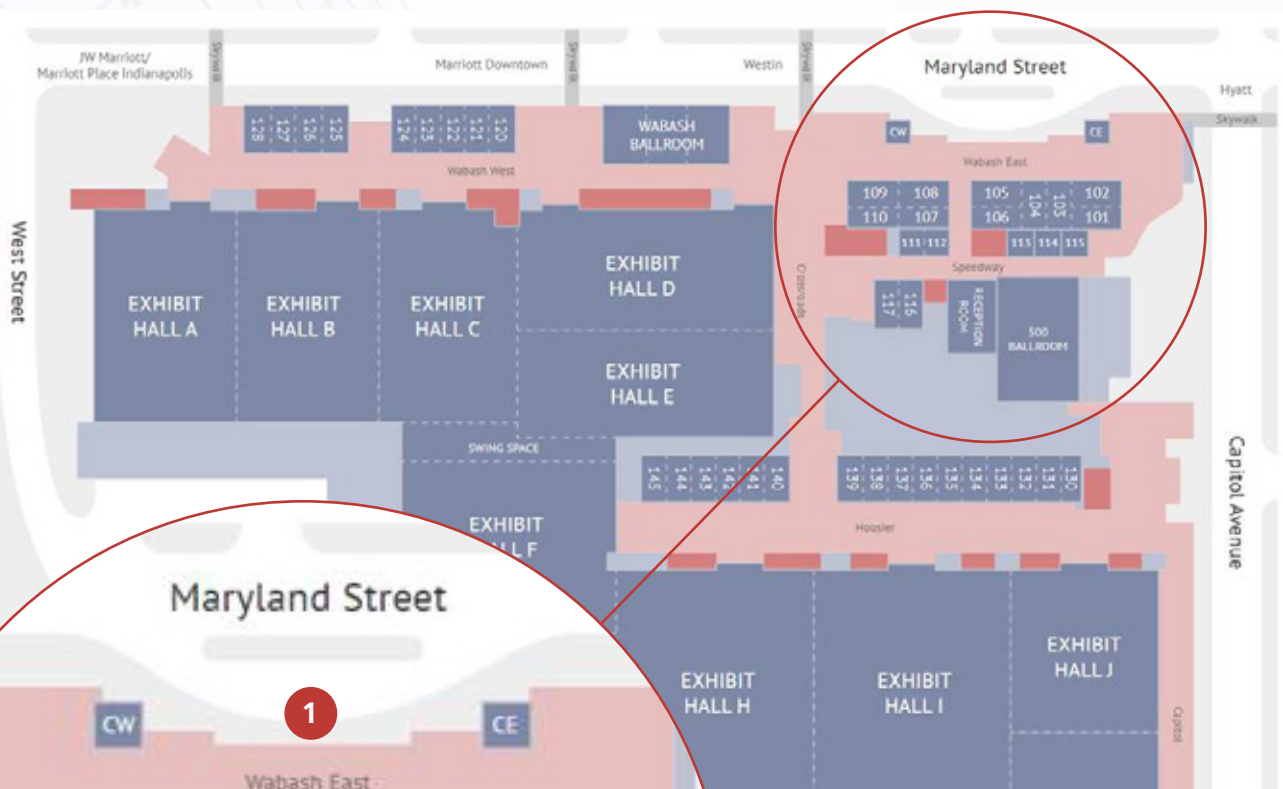 JW Marriott/
Marriott Place Indianapolis
Skywalk
Marriott Downtown
Skywalk
Westin
Skywalk
Maryland Street
Hyatt
Skywalk
128
127
126
125
124
123
122
121
120
WABASH
BALLROOM
CW
CE
Wabash West
Wabash East
109
108
110
107
105
106
104
103
102
101
111
112
113
114
115
West Street
EXHIBIT
HALL A
EXHIBIT
HALL B
EXHIBIT
HALL C
EXHIBIT
HALL D
EXHIBIT
HALL E
Crossroads
Speedway
117
116
RECEPTION
ROOM
500
BALLROOM
SWING SPACE
145
144
143
142
141
140
139
138
137
136
135
134
133
132
131
130
Capitol Avenue
EXHIBIT
LL F
Hoosier
EXHIBIT
HALL H
EXHIBIT
HALL I
EXHIBIT
HALL J
Capitol
Maryland Street
CW
1
CE
Wabash East